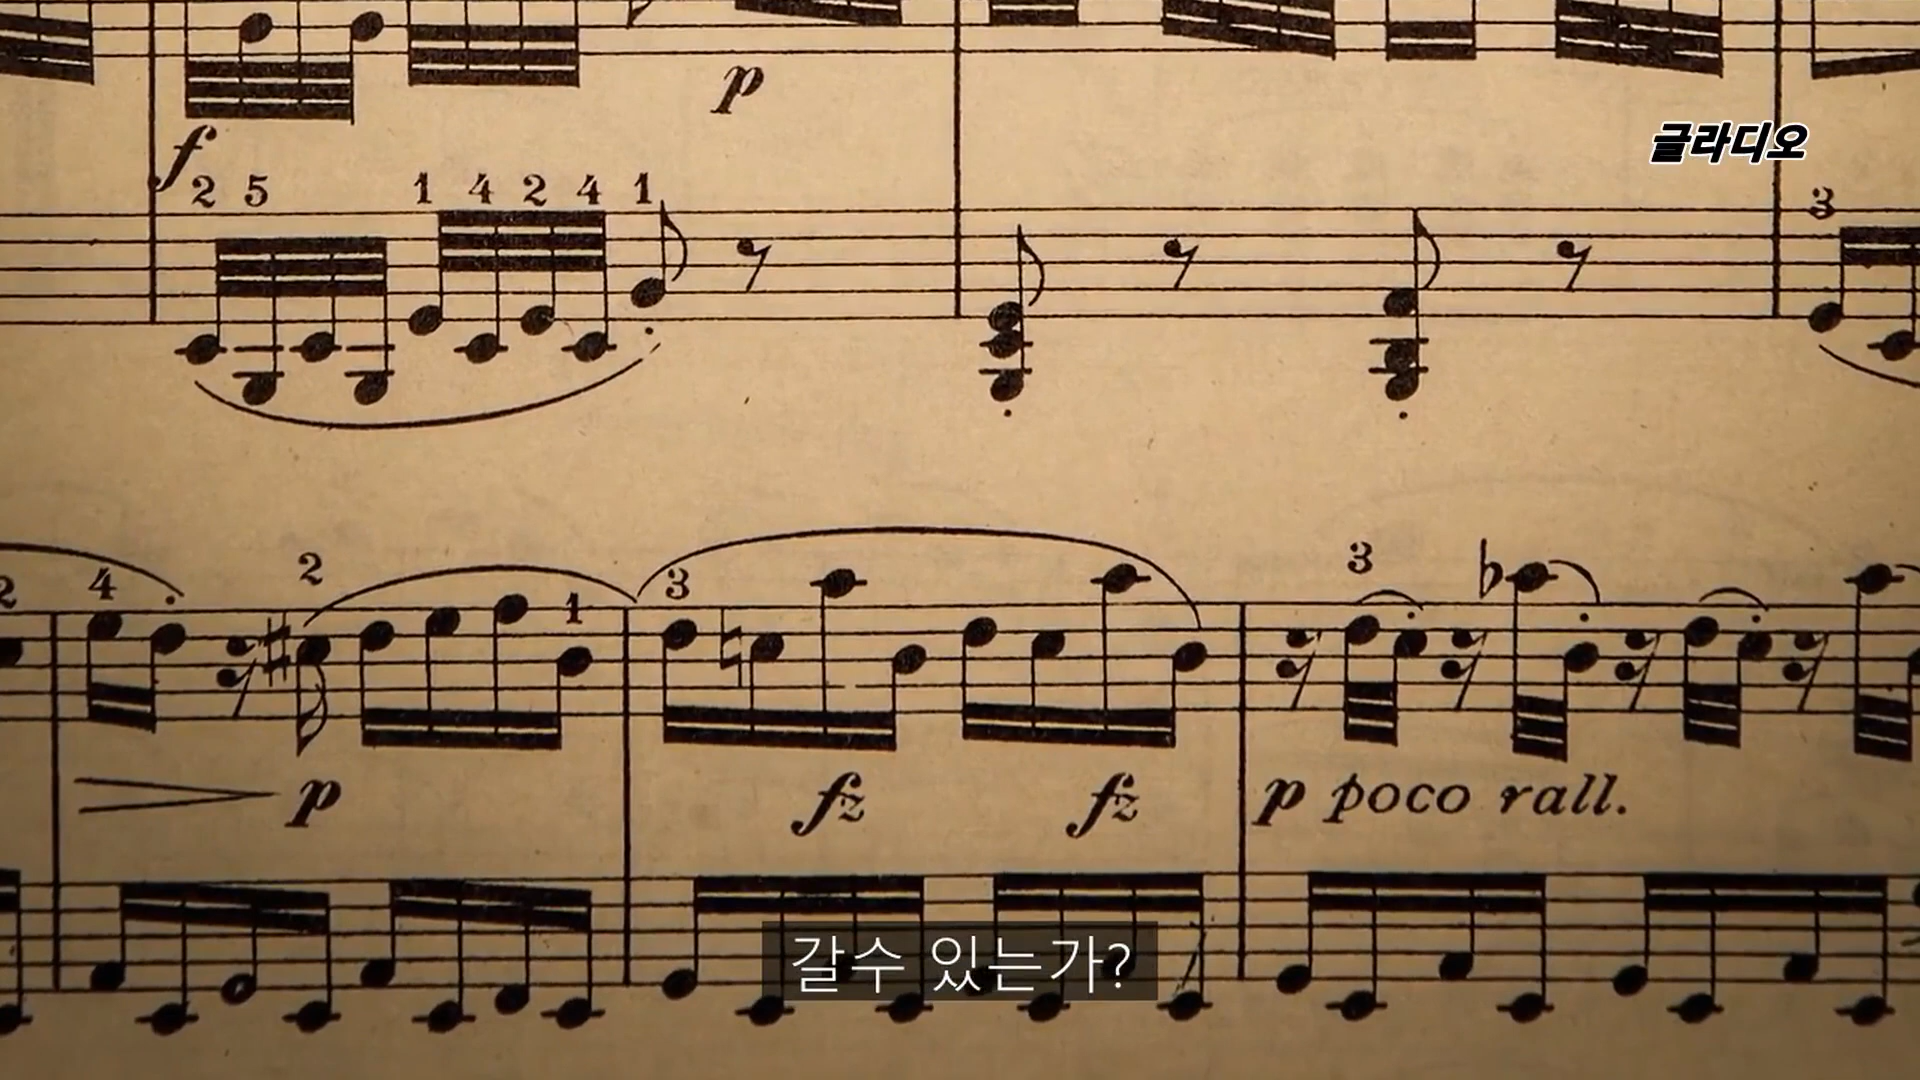 p
글라디오
f
2 5 1 4 2 4 1
3
2 4 2 1 3 3
p fz fz p poco rall.
갈수 있는가?